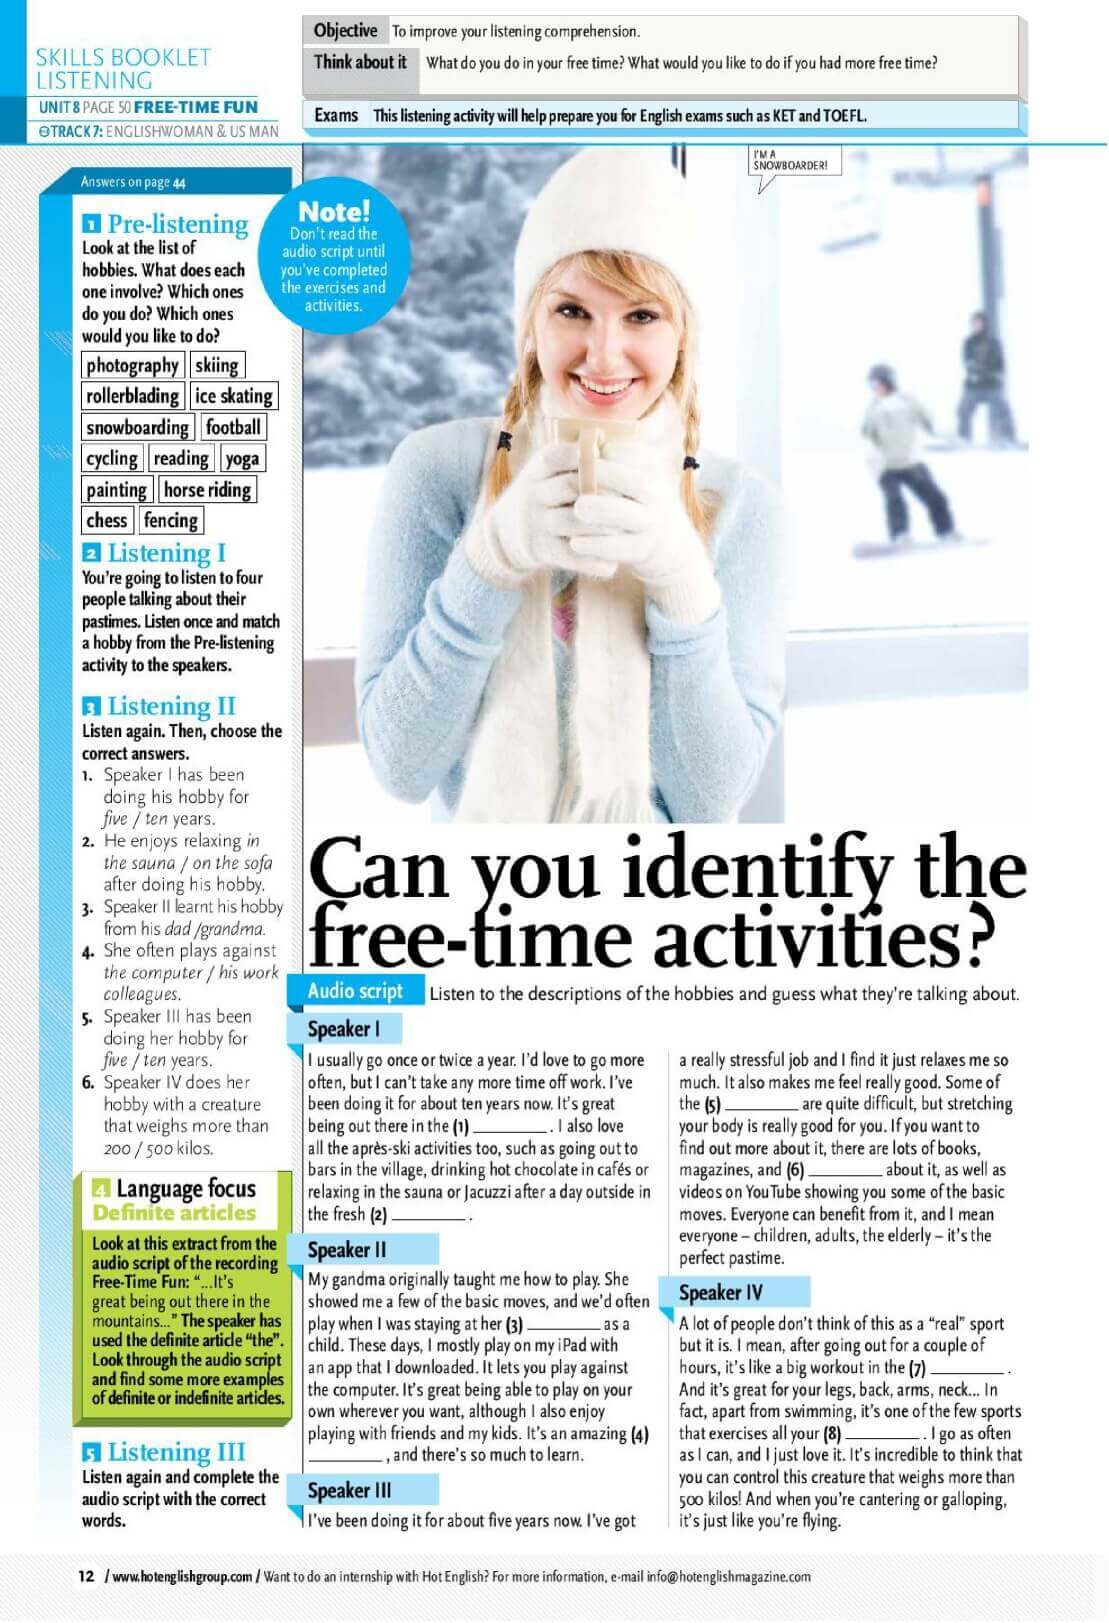 SKILLS BOOKLET
LISTENING
UNIT 8 PAGE 50 FREE-TIME FUN
TRACK 7: ENGLISHWOMAN & US MAN
Objective To improve your listening comprehension.
Think about it What do you do in your free time? What would you like to do if you had more free time?
Exams This listening activity will help prepare you for English exams such as KET and TOEFL.
I'M A
SNOWBOARDER!
Answers on page 44
1 Pre-listening
Look at the list of
hobbies. What does each
one involve? Which ones
do you do? Which ones
would you like to do?
photography skiing
rollerblading ice skating
snowboarding football
cycling reading yoga
painting horse riding
chess fencing
Note!
Don't read the
audio script until
you've completed
the exercises and
activities.
2 Listening I
You're going to listen to four
people talking about their
pastimes. Listen once and match
a hobby from the Pre-listening
activity to the speakers.
3 Listening II
Listen again. Then, choose the
correct answers.
1. Speaker I has been
doing his hobby for
five / ten years.
2. He enjoys relaxing in
the sauna / on the sofa
after doing his hobby.
3. Speaker II learnt his hobby
from his dad /grandma.
4. She often plays against
the computer / his work
colleagues.
5. Speaker III has been
doing her hobby for
five / ten years.
6. Speaker IV does her
hobby with a creature
that weighs more than
200 / 500 kilos.
4 Language focus
Definite articles
Look at this extract from the
audio script of the recording
Free-Time Fun: "...It's
great being out there in the
mountains..." The speaker has
used the definite article "the".
Look through the audio script
and find some more examples
of definite or indefinite articles.
5 Listening III
Listen again and complete the
audio script with the correct
words.
Can you identify the
free-time activities?
Audio script Listen to the descriptions of the hobbies and guess what they're talking about.
Speaker I
I usually go once or twice a year. I'd love to go more
often, but I can't take any more time off work. I've
been doing it for about ten years now. It's great
being out there in the (1) ________ . I also love
all the après-ski activities too, such as going out to
bars in the village, drinking hot chocolate in cafés or
relaxing in the sauna or Jacuzzi after a day outside in
the fresh (2) ________ .
Speaker II
My gandma originally taught me how to play. She
showed me a few of the basic moves, and we'd often
play when I was staying at her (3) ________ as a
child. These days, I mostly play on my iPad with
an app that I downloaded. It lets you play against
the computer. It's great being able to play on your
own wherever you want, although I also enjoy
playing with friends and my kids. It's an amazing (4)
________ , and there's so much to learn.
Speaker III
I've been doing it for about five years now. I've got
a really stressful job and I find it just relaxes me so
much. It also makes me feel really good. Some of
the (5) ________ are quite difficult, but stretching
your body is really good for you. If you want to
find out more about it, there are lots of books,
magazines, and (6) ________ about it, as well as
videos on YouTube showing you some of the basic
moves. Everyone can benefit from it, and I mean
everyone – children, adults, the elderly – it's the
perfect pastime.
Speaker IV
A lot of people don't think of this as a "real" sport
but it is. I mean, after going out for a couple of
hours, it's like a big workout in the (7) ________ .
And it's great for your legs, back, arms, neck... In
fact, apart from swimming, it's one of the few sports
that exercises all your (8) ________ . I go as often
as I can, and I just love it. It's incredible to think that
you can control this creature that weighs more than
500 kilos! And when you're cantering or galloping,
it's just like you're flying.
12 / www.hotenglishgroup.com / Want to do an internship with Hot English? For more information, e-mail info@hotenglishmagazine.com